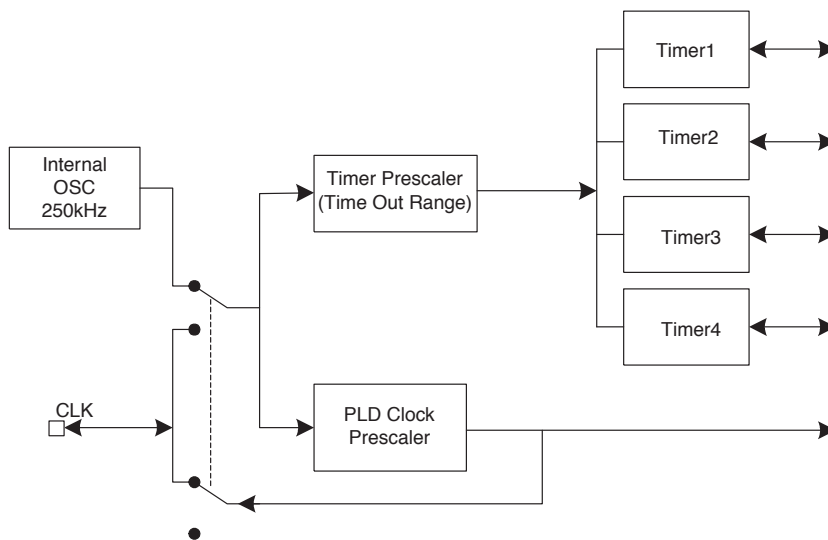 Timer1
Timer2
Internal
OSC
250kHz
Timer Prescaler
(Time Out Range)
Timer3
Timer4
CLK
PLD Clock
Prescaler